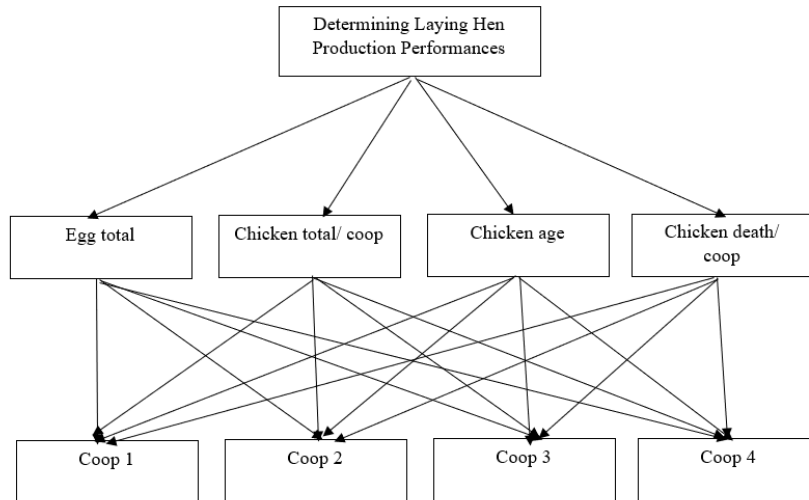 Determining Laying Hen
Production Performances
Egg total
Chicken total/ coop
Chicken age
Chicken death/
coop
Coop 1
Coop 2
Coop 3
Coop 4